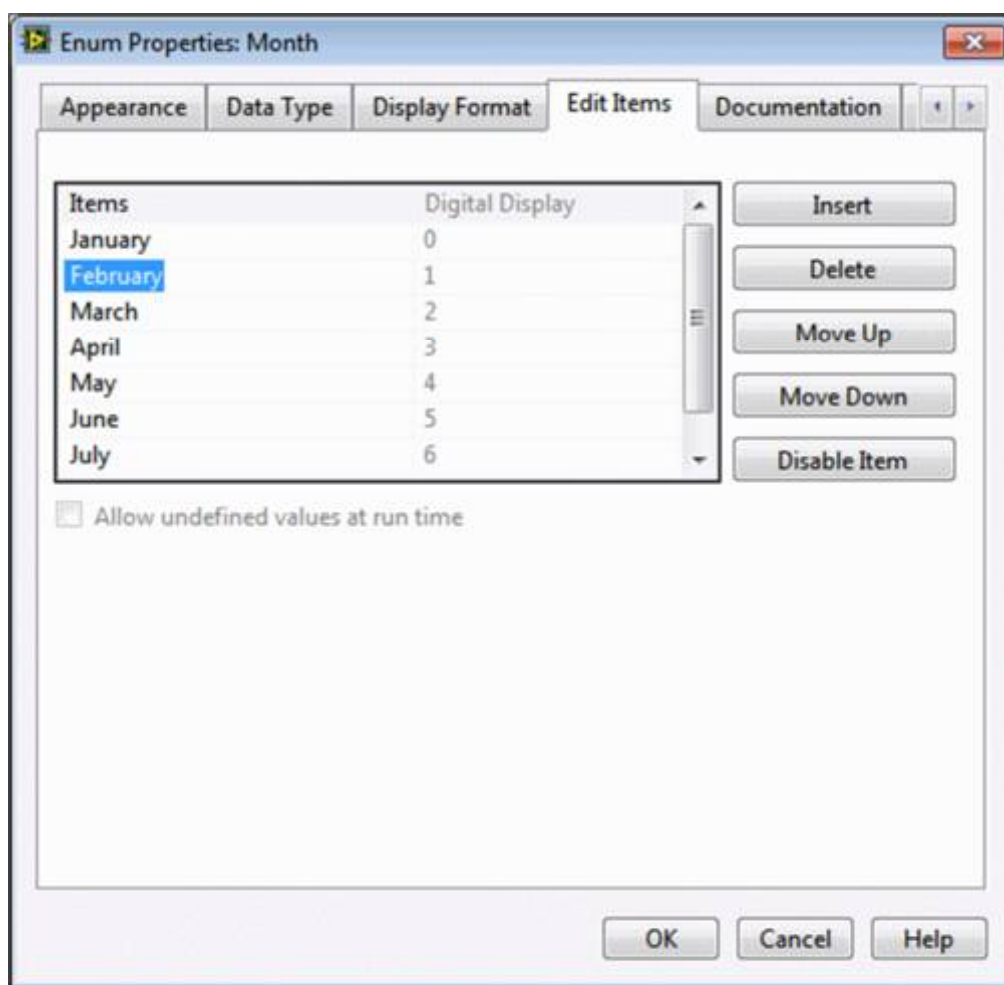 Enum Properties: Month
Appearance Data Type Display Format Edit Items Documentation
Items Digital Display
January 0
February 1
March 2
April 3
May 4
June 5
July 6
Insert
Delete
Move Up
Move Down
Disable Item
Allow undefined values at run time
OK Cancel Help